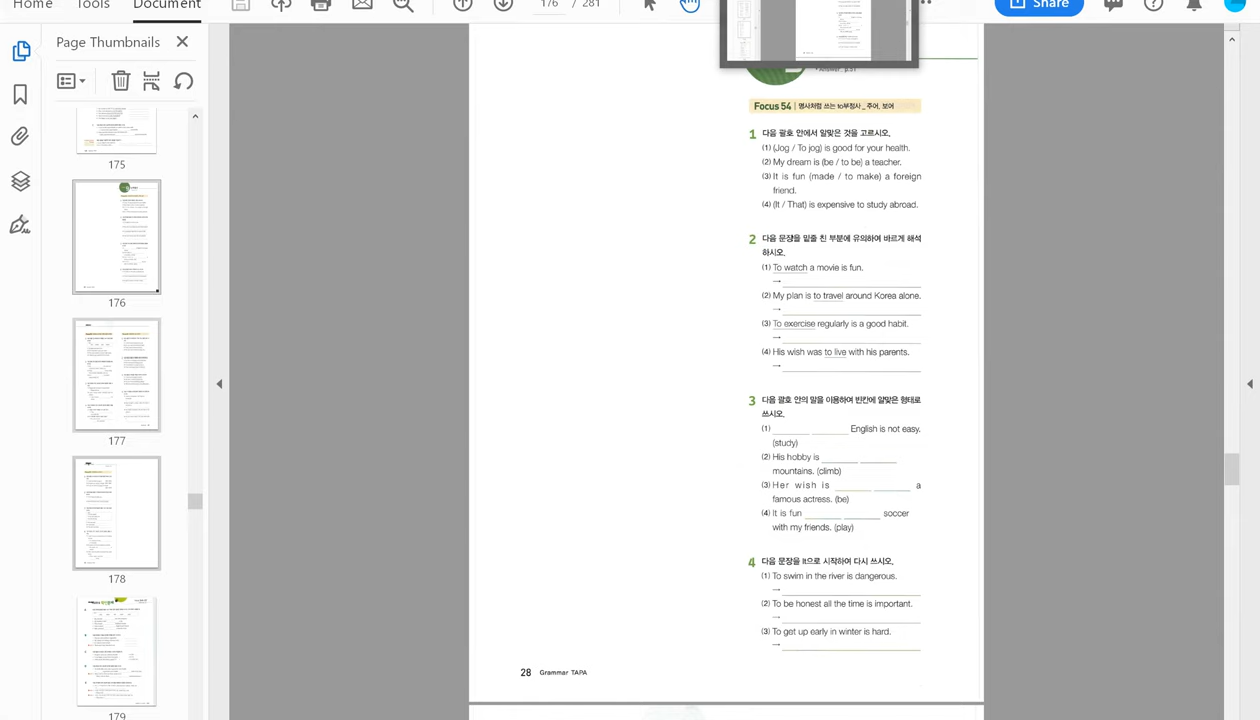 Home Tools Document
176 / 281
Share
Page Thumbnails
175
176
177
178
179
Focus 54 | 명사처럼 쓰는 to부정사 _ 주어, 보어
1 다음 괄호 안에서 알맞은 것을 고르시오.
(1) (Jog / To jog) is good for your health.
(2) My dream is (be / to be) a teacher.
(3) It is fun (made / to make) a foreign
friend.
(4) (It / That) is expensive to study abroad.
2 다음 문장을 밑줄 친 부분에 유의하여 바르게 해석
하시오.
(1) To watch a movie is fun.
→
(2) My plan is to travel around Korea alone.
→
(3) To exercise regularly is a good habit.
→
(4) His wish was to live with his parents.
→
3 다음 괄호 안의 말을 이용하여 빈칸에 알맞은 형태로
쓰시오.
(1) ________ ________ English is not easy.
(study)
(2) His hobby is ________ ________
mountains. (climb)
(3) Her wish is ________ ________ a
famous actress. (be)
(4) It is fun ________ ________ soccer
with my friends. (play)
4 다음 문장을 It으로 시작하여 다시 쓰시오.
(1) To swim in the river is dangerous.
→
(2) To be honest all the time is important.
→
(3) To get up early in winter is hard.
→
28 Grammar TAPA